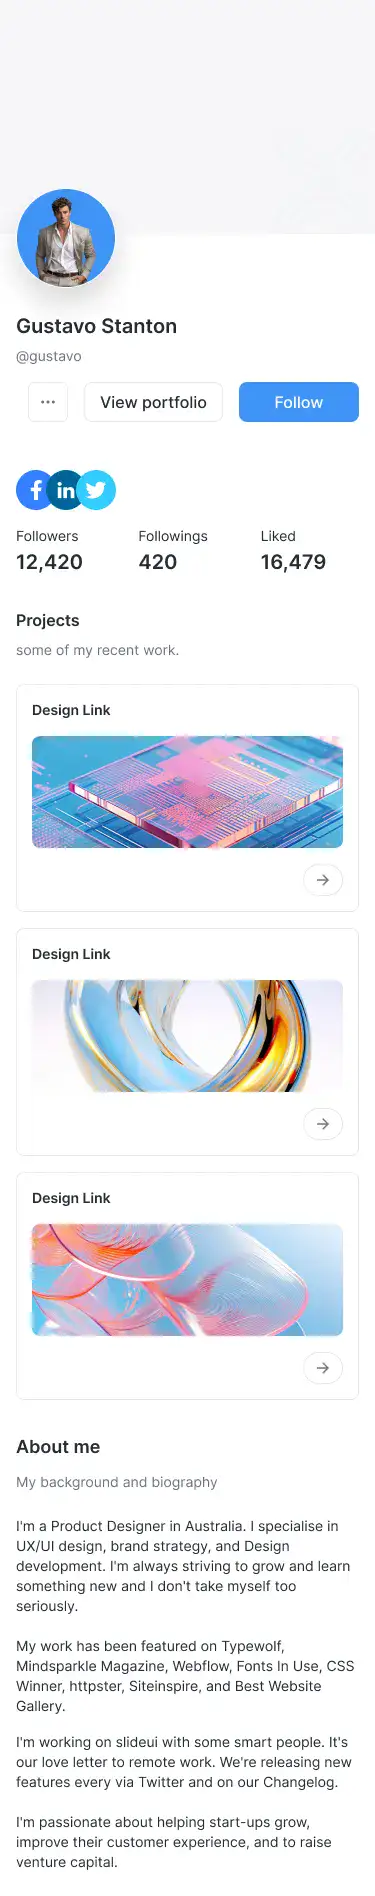 Gustavo Stanton
@gustavo
View portfolio
Follow
f
in
Followers
Followings
Liked
12,420
420
16,479
Projects
some of my recent work.
Design Link
Design Link
Design Link
About me
My background and biography
I'm a Product Designer in Australia. I specialise in
UX/UI design, brand strategy, and Design
development. I'm always striving to grow and learn
something new and I don't take myself too
seriously.
My work has been featured on Typewolf,
Mindsparkle Magazine, Webflow, Fonts In Use, CSS
Winner, httpster, Siteinspire, and Best Website
Gallery.
I'm working on slideui with some smart people. It's
our love letter to remote work. We're releasing new
features every via Twitter and on our Changelog.
I'm passionate about helping start-ups grow,
improve their customer experience, and to raise
venture capital.